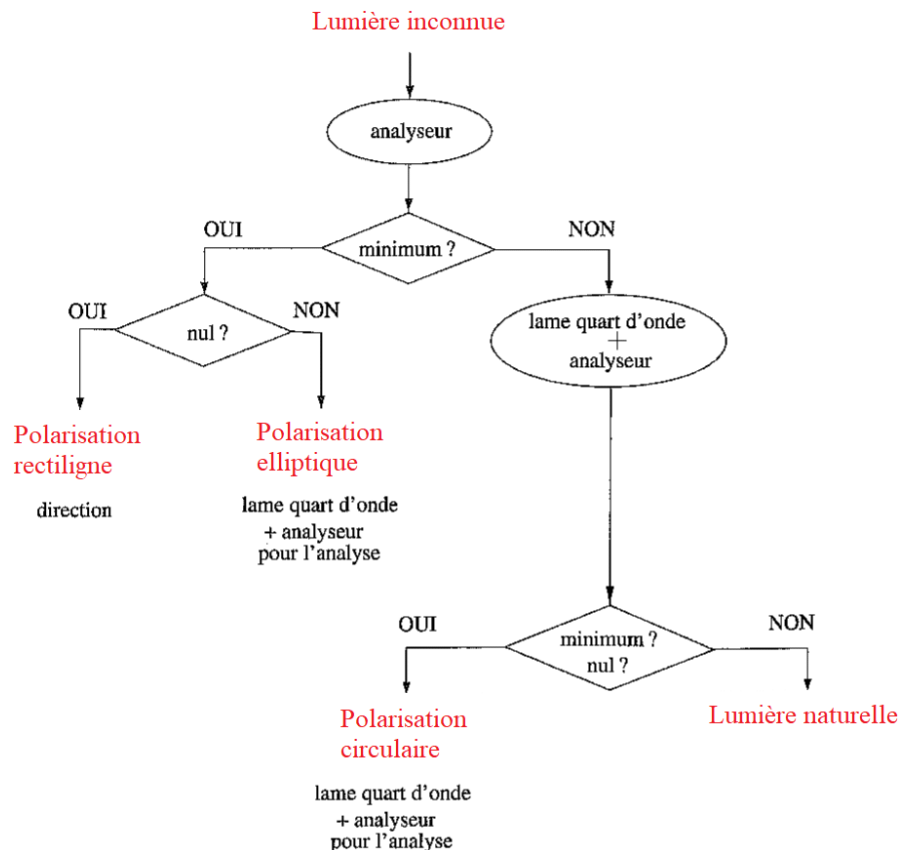 Lumière inconnue
analyseur
OUI
NON
minimum ?
OUI
NON
nul ?
lame quart d'onde
+
analyseur
Polarisation
rectiligne
direction
Polarisation
elliptique
lame quart d'onde
+ analyseur
pour l'analyse
OUI
NON
minimum ?
nul ?
Polarisation
circulaire
lame quart d'onde
+ analyseur
pour l'analyse
Lumière naturelle